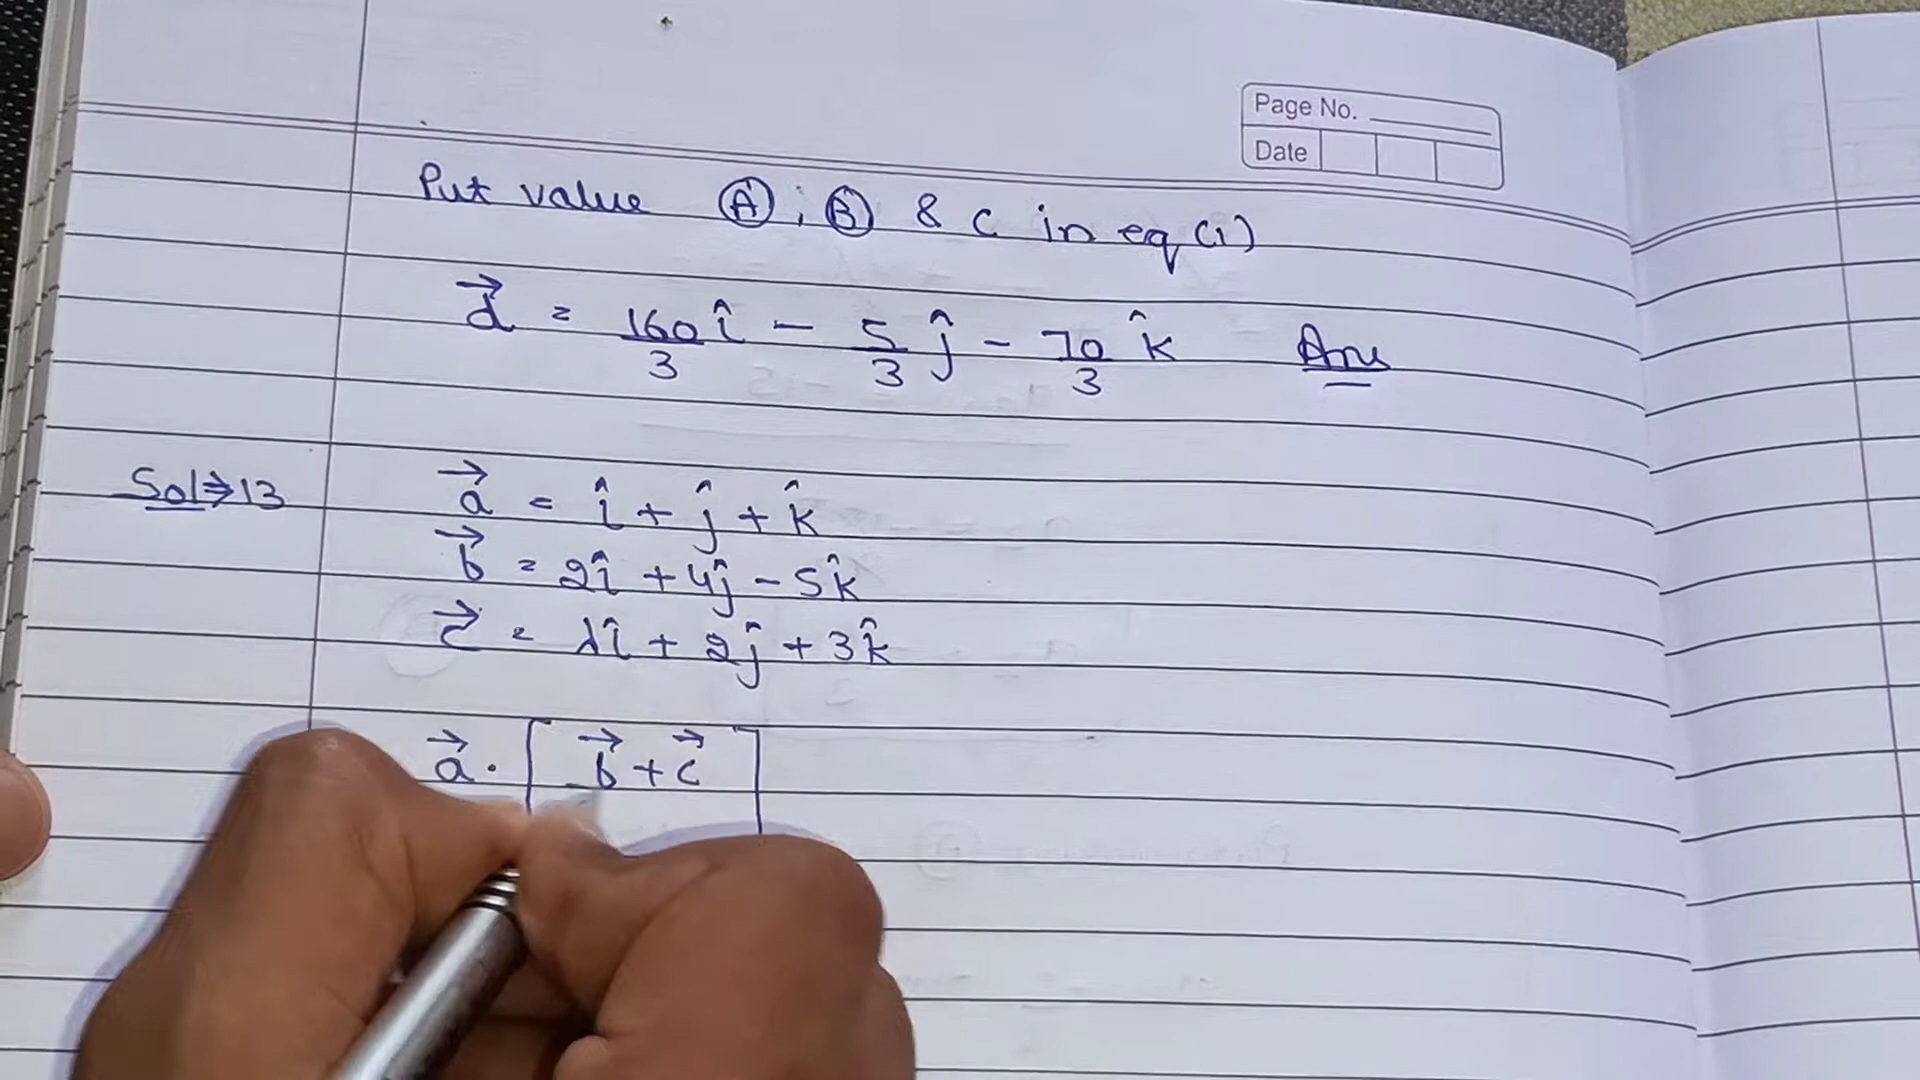 Page No.
Date
Put value Ⓐ, Ⓑ & C in eq (i)
d⃗ = 160/3 î - 5/3 ĵ - 70/3 k̂ Ans
Sol⇒13 a⃗ = î + ĵ + k̂
b⃗ = 2î + 4ĵ - 5k̂
c⃗ = λî + 2ĵ + 3k̂
a⃗ · [ b⃗ + c⃗ ]